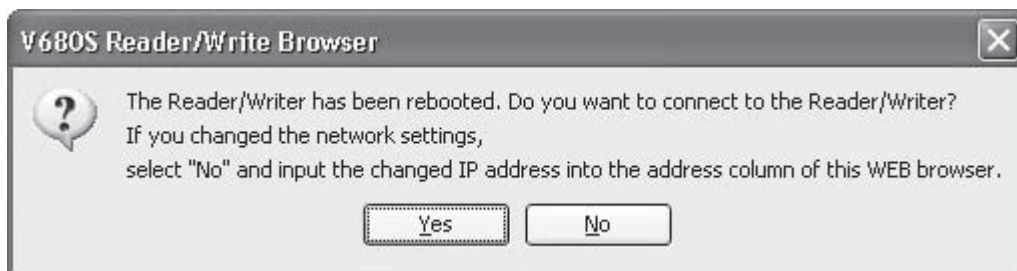 V680S Reader/Write Browser
The Reader/Writer has been rebooted. Do you want to connect to the Reader/Writer?
If you changed the network settings,
select "No" and input the changed IP address into the address column of this WEB browser.
Yes
No